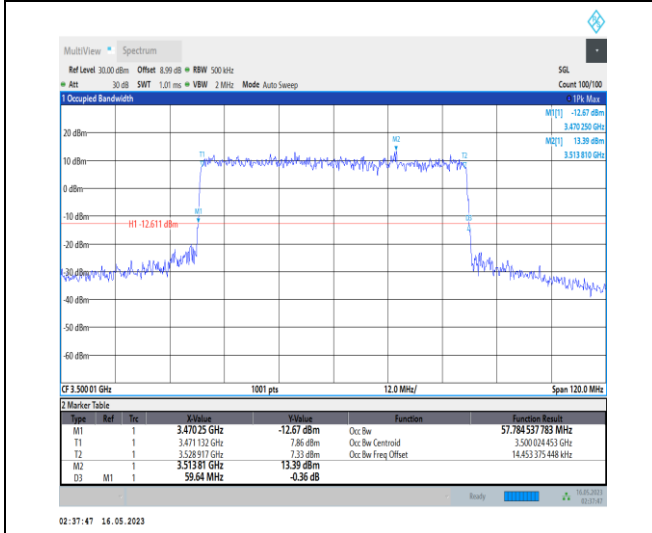 MultiView Spectrum
Ref Level 30.00 dBm Offset 8.99 dB RBW 500 kHz SGL
Att 30 dB SWT 1.01 ms VBW 2 MHz Mode Auto Sweep Count 100/100
1 Occupied Bandwidth 1Pk Max
M1[1] -12.67 dBm
3.470 250 GHz
M2[1] 13.39 dBm
3.513 810 GHz
20 dBm
M2
T1 T2
10 dBm
0 dBm
-10 dBm
M1
H1 -12.611 dBm
-20 dBm
-30 dBm
-40 dBm
-50 dBm
-60 dBm
CF 3.500 01 GHz 1001 pts 12.0 MHz/ Span 120.0 MHz
2 Marker Table
Type Ref Trc X-Value Y-Value Function Function Result
M1 1 3.470 25 GHz -12.67 dBm Occ Bw 57.784 537 783 MHz
T1 1 3.471 132 GHz 7.86 dBm Occ Bw Centroid 3.500 024 453 GHz
T2 1 3.528 917 GHz 7.33 dBm Occ Bw Freq Offset 14.453 375 448 kHz
M2 1 3.513 81 GHz 13.39 dBm
D3 M1 1 59.64 MHz -0.36 dB
Ready 16.05.2023
02:37:47
02:37:47 16.05.2023